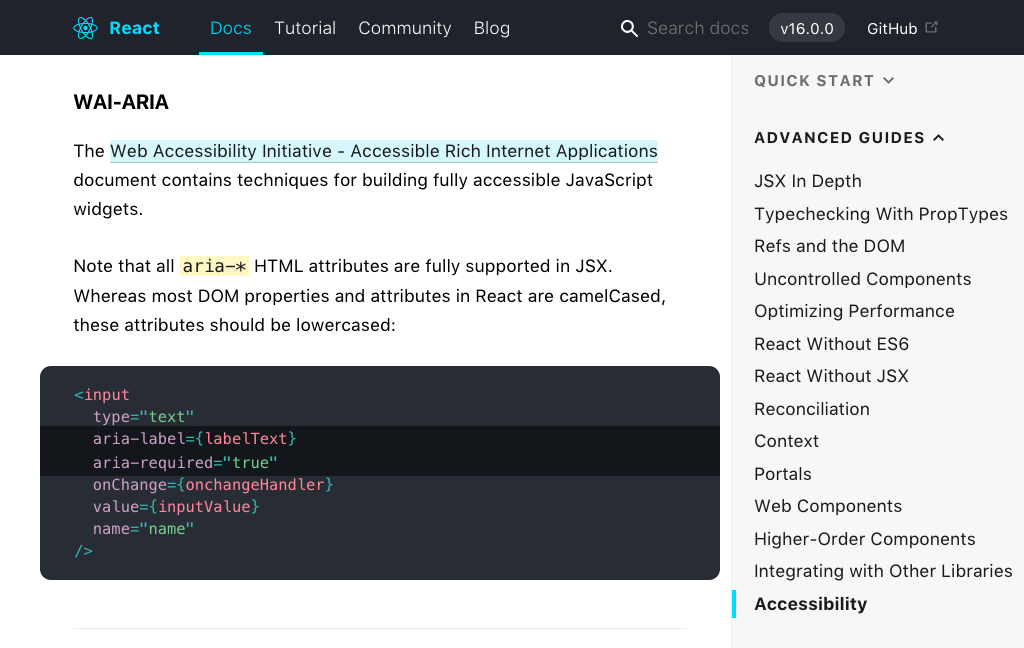 React
Docs
Tutorial
Community
Blog
Search docs
v16.0.0
GitHub
WAI-ARIA
The Web Accessibility Initiative - Accessible Rich Internet Applications
document contains techniques for building fully accessible JavaScript
widgets.
Note that all aria-* HTML attributes are fully supported in JSX.
Whereas most DOM properties and attributes in React are camelCased,
these attributes should be lowercased:
<input
  type="text"
  aria-label={labelText}
  aria-required="true"
  onChange={onchangeHandler}
  value={inputValue}
  name="name"
/>
QUICK START
ADVANCED GUIDES
JSX In Depth
Typechecking With PropTypes
Refs and the DOM
Uncontrolled Components
Optimizing Performance
React Without ES6
React Without JSX
Reconciliation
Context
Portals
Web Components
Higher-Order Components
Integrating with Other Libraries
Accessibility